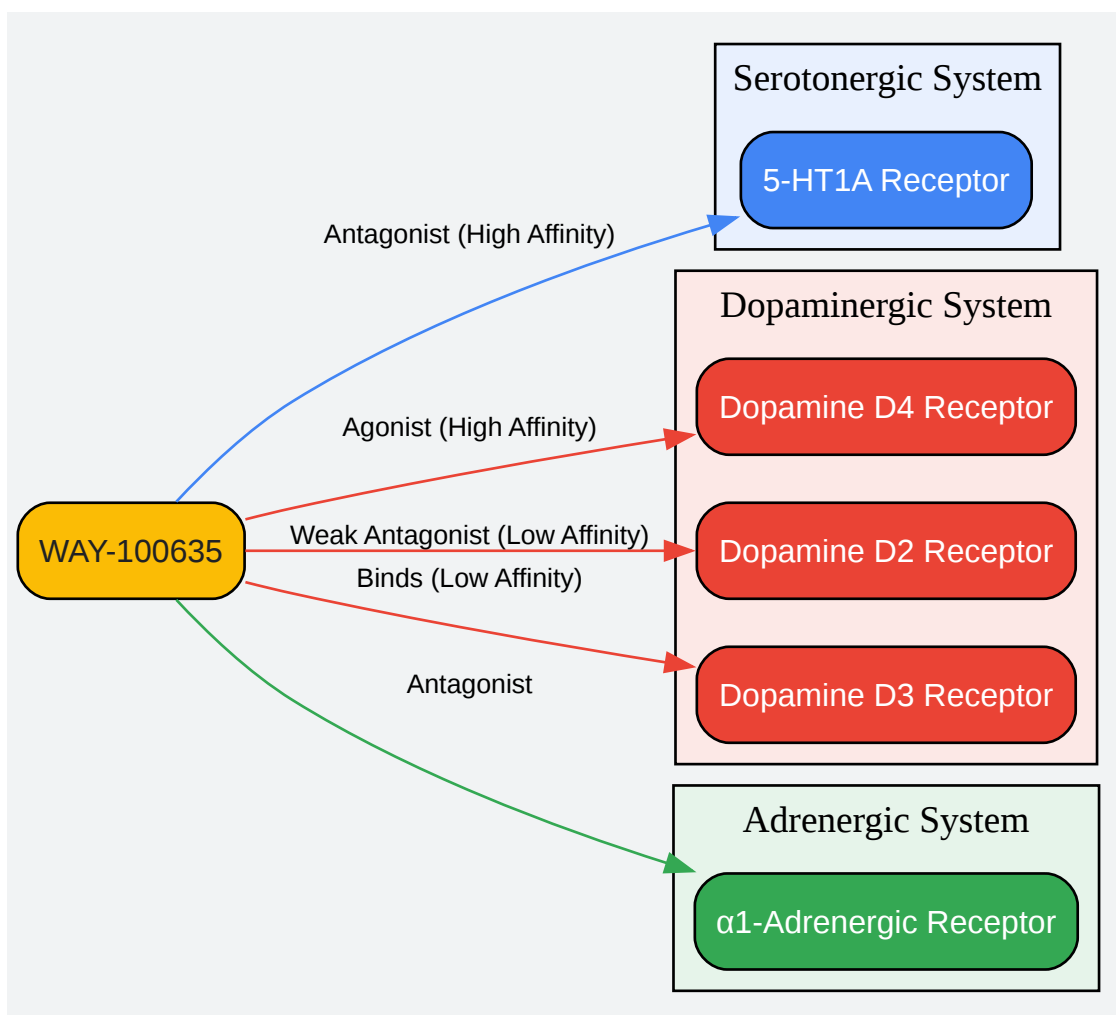 Serotonergic System
5-HT1A Receptor
Antagonist (High Affinity)
Dopaminergic System
Dopamine D4 Receptor
Agonist (High Affinity)
WAY-100635
Weak Antagonist (Low Affinity)
Dopamine D2 Receptor
Binds (Low Affinity)
Dopamine D3 Receptor
Antagonist
Adrenergic System
α1-Adrenergic Receptor